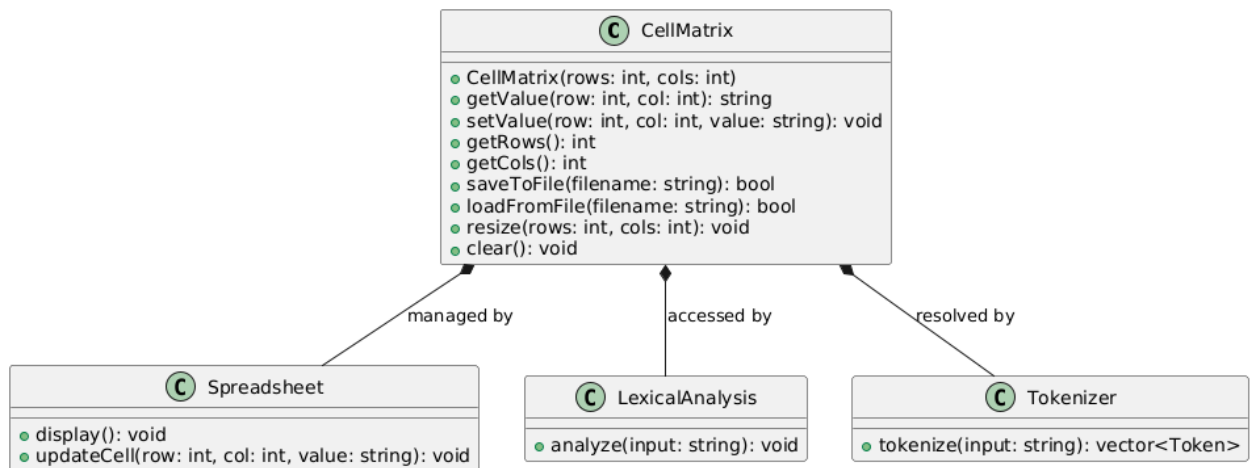 C CellMatrix
CellMatrix(rows: int, cols: int)
getValue(row: int, col: int): string
setValue(row: int, col: int, value: string): void
getRows(): int
getCols(): int
saveToFile(filename: string): bool
loadFromFile(filename: string): bool
resize(rows: int, cols: int): void
clear(): void
managed by
accessed by
resolved by
C Spreadsheet
display(): void
updateCell(row: int, col: int, value: string): void
C LexicalAnalysis
analyze(input: string): void
C Tokenizer
tokenize(input: string): vector<Token>